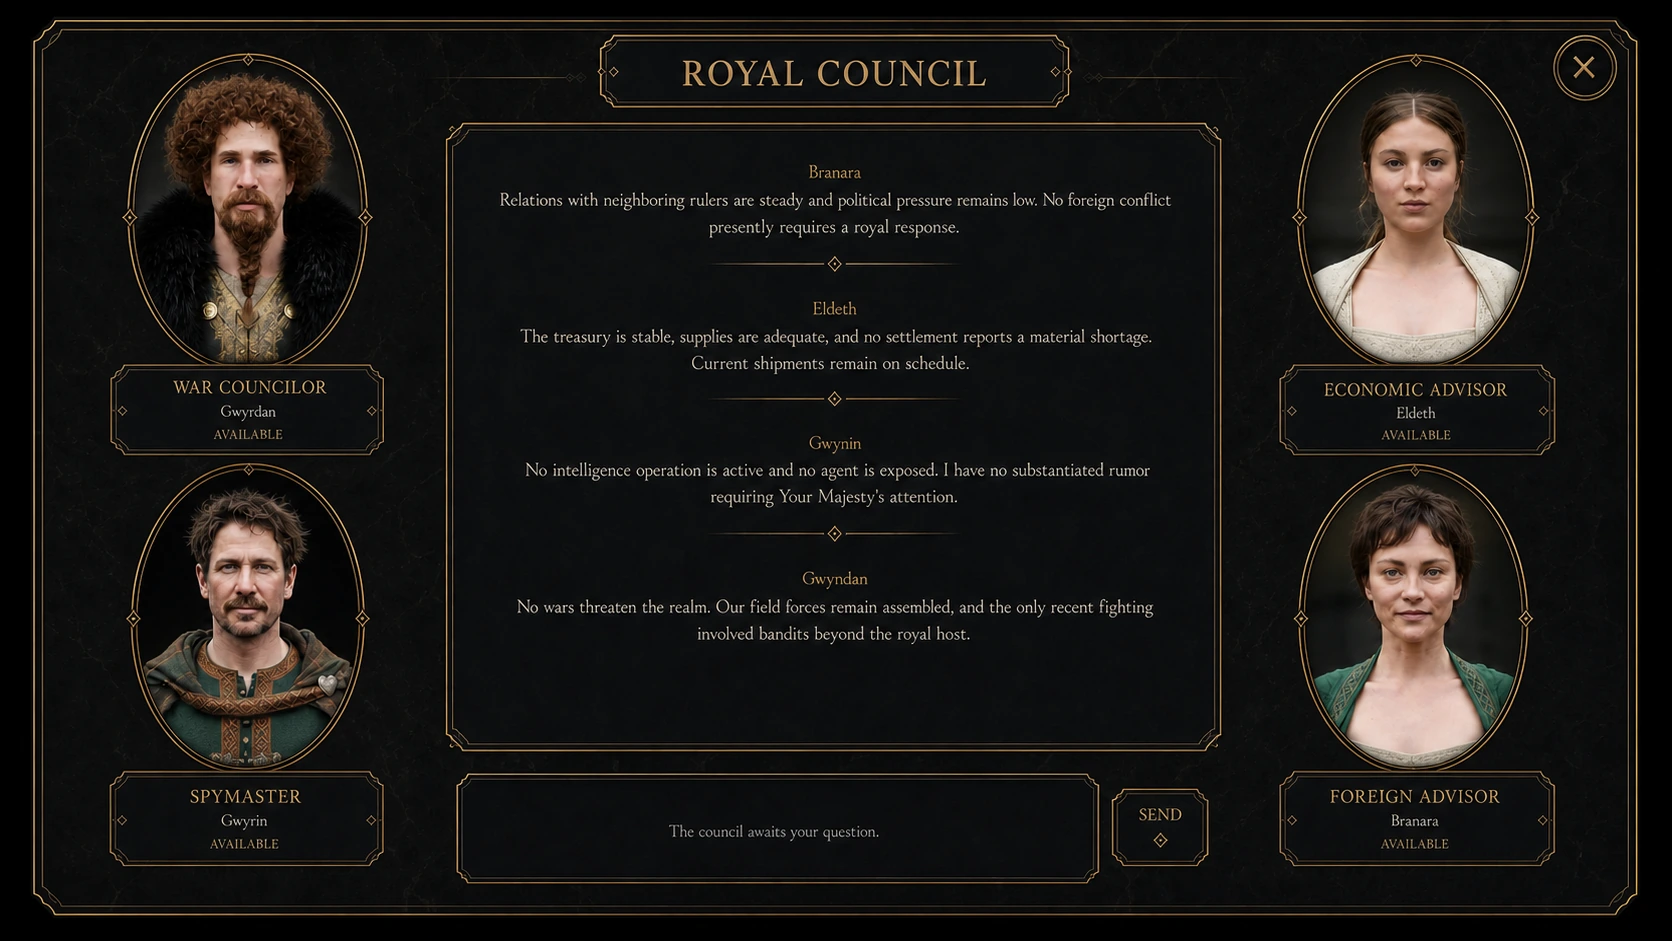 ROYAL COUNCIL
Branara
Relations with neighboring rulers are steady and political pressure remains low. No foreign conflict
presently requires a royal response.
Eldeth
The treasury is stable, supplies are adequate, and no settlement reports a material shortage.
Current shipments remain on schedule.
Gwynin
No intelligence operation is active and no agent is exposed. I have no substantiated rumor
requiring Your Majesty's attention.
Gwyndan
No wars threaten the realm. Our field forces remain assembled, and the only recent fighting
involved bandits beyond the royal host.
The council awaits your question.
SEND
WAR COUNCILOR
Gwyrdan
AVAILABLE
SPYMASTER
Gwyrin
AVAILABLE
ECONOMIC ADVISOR
Eldeth
AVAILABLE
FOREIGN ADVISOR
Branara
AVAILABLE